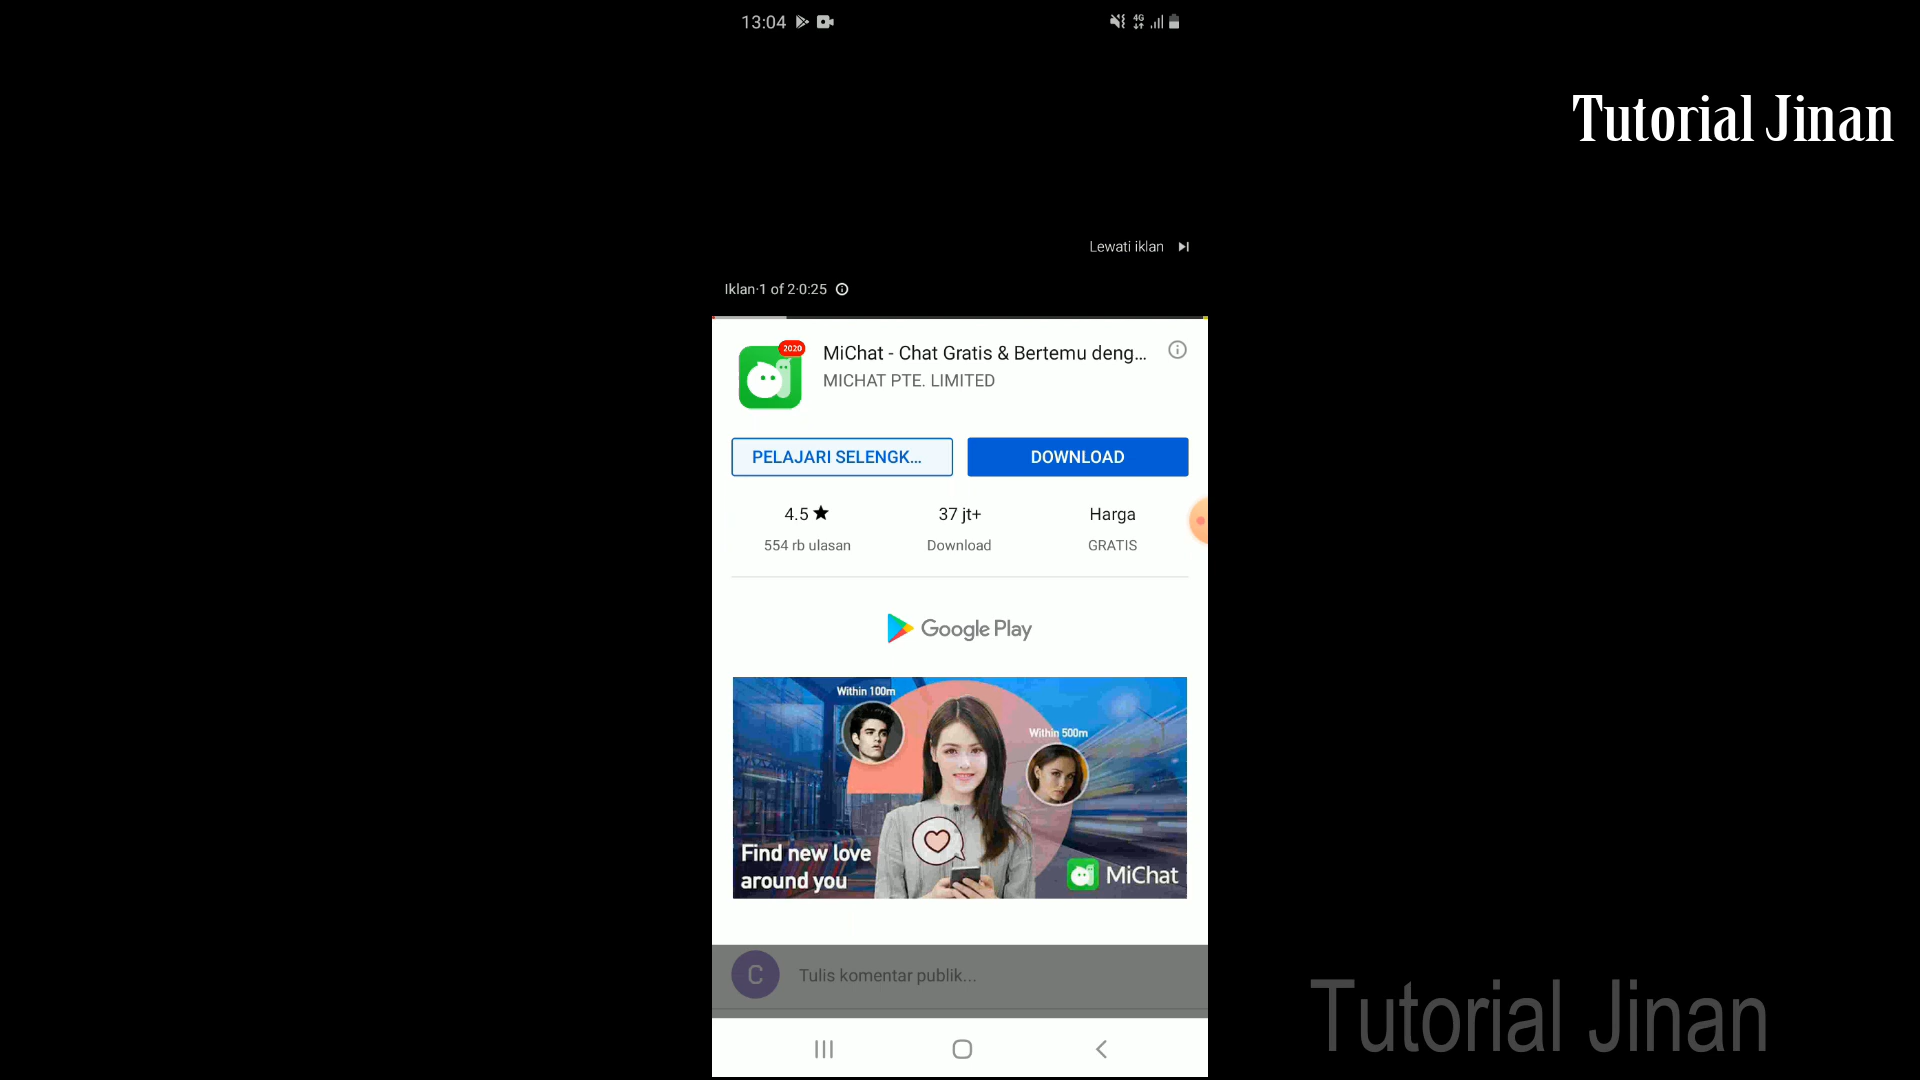 13:04
4G
Tutorial Jinan
Lewati iklan
Iklan·1 of 2·0:25
2020
MiChat - Chat Gratis & Bertemu deng...
MICHAT PTE. LIMITED
PELAJARI SELENGK...
DOWNLOAD
4.5 ★
37 jt+
Harga
554 rb ulasan
Download
GRATIS
Google Play
Within 100m
Within 500m
Find new love
around you
MiChat
C
Tulis komentar publik...
Tutorial Jinan